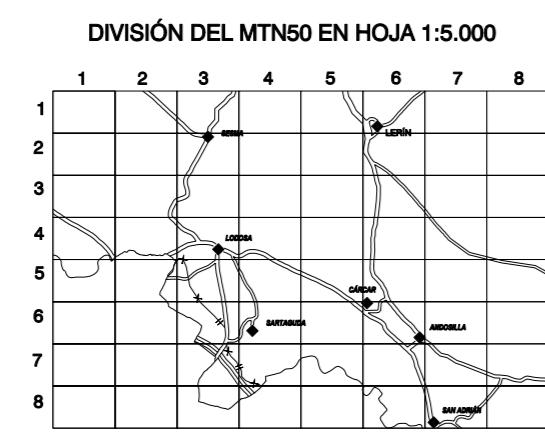 DIVISIÓN DEL MTN50 EN HOJA 1:5.000
1 2 3 4 5 6 7 8
1
LERÍN
SESMA
2
3
4
LODOSA
5
CÁRCAR
6
SARTAGUDA
ANDOSILLA
7
8
SAN ADRIÁN